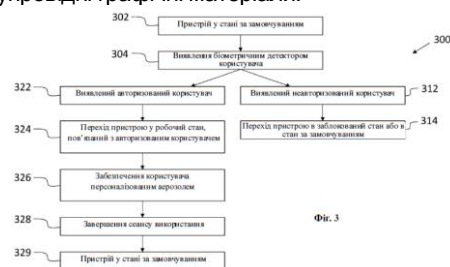 графічні матеріали.
302
Пристрій у стані за замовчуванням
300
304
Виявлення біометричним детектором
користувача
322
Виявлений авторизований користувач
Виявлений неавторизований користувач
312
324
Перехід пристрою у робочий стан,
пов'язаний з авторизованим користувачем
Перехід пристрою в заблокований стан або в
стан за замовчуванням
314
326
Забезпечення користувача
персоналізованим аерозолем
328
Завершення сеансу використання
Фіг. 3
329
Пристрій у стані за замовчуванням